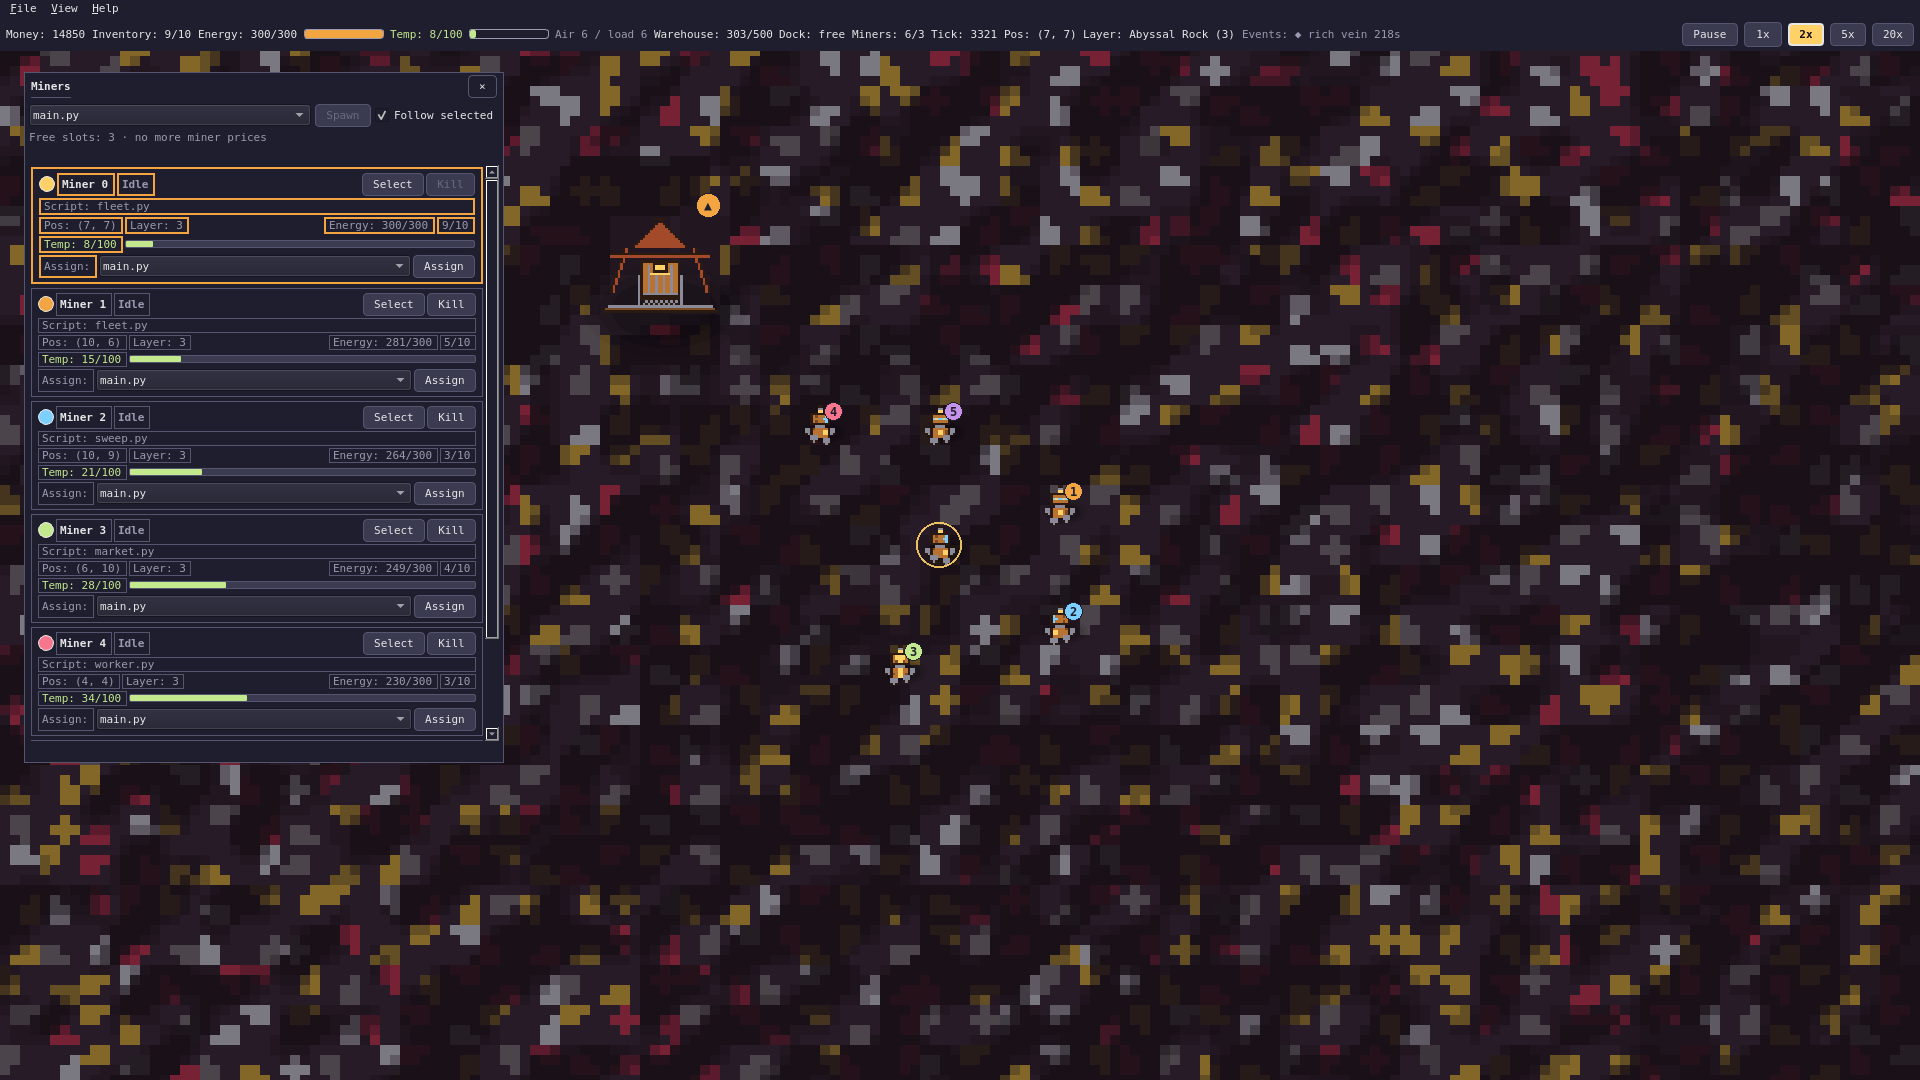 File View Help
Money: 14850 Inventory: 9/10 Energy: 300/300 Temp: 8/100 Air 6 / load 6 Warehouse: 303/500 Dock: free Miners: 6/3 Tick: 3321 Pos: (7, 7) Layer: Abyssal Rock (3) Events: ◆ rich vein 218s Pause 1x 2x 5x 20x
Miners ×
main.py Spawn ✓ Follow selected
Free slots: 3 · no more miner prices
Miner 0 Idle Select Kill
Script: fleet.py
Pos: (7, 7) Layer: 3 Energy: 300/300 9/10
Temp: 8/100
Assign: main.py Assign
Miner 1 Idle Select Kill
Script: fleet.py
Pos: (10, 6) Layer: 3 Energy: 281/300 5/10
Temp: 15/100
Assign: main.py Assign
Miner 2 Idle Select Kill
Script: sweep.py
Pos: (10, 9) Layer: 3 Energy: 264/300 3/10
Temp: 21/100
Assign: main.py Assign
Miner 3 Idle Select Kill
Script: market.py
Pos: (6, 10) Layer: 3 Energy: 249/300 4/10
Temp: 28/100
Assign: main.py Assign
Miner 4 Idle Select Kill
Script: worker.py
Pos: (4, 4) Layer: 3 Energy: 230/300 3/10
Temp: 34/100
Assign: main.py Assign
▲
4
5
1
2
3